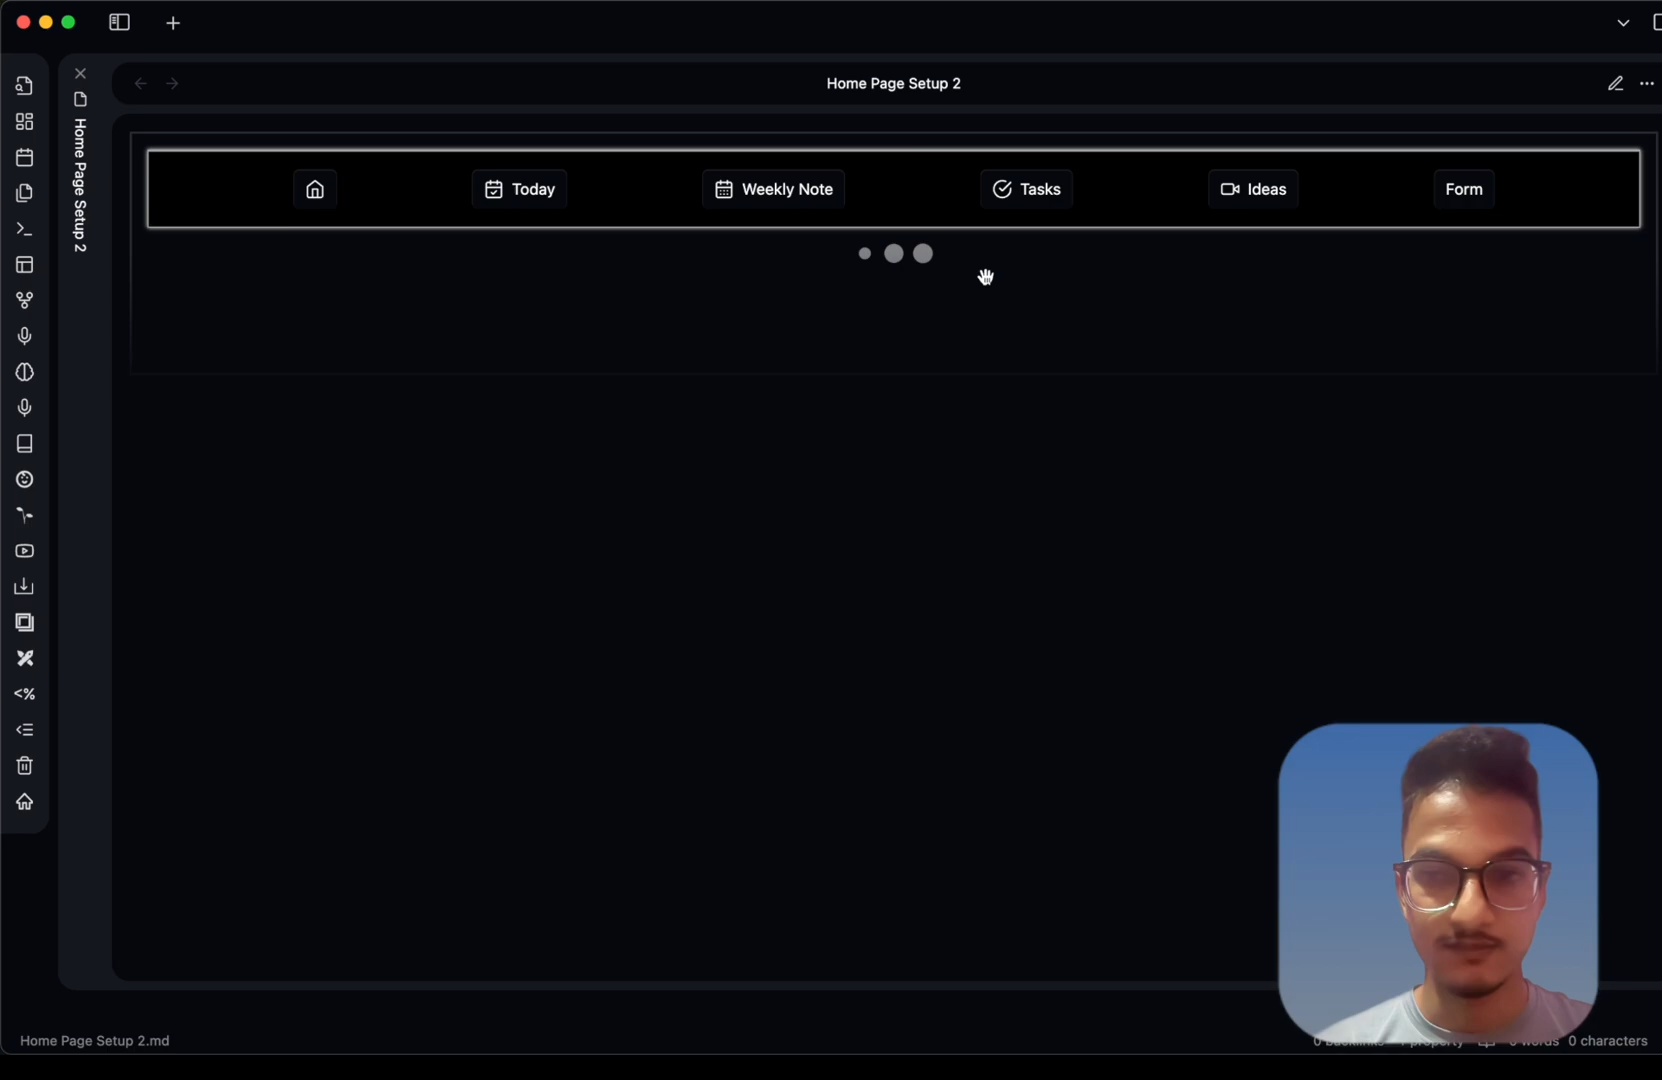 Home Page Setup 2
Home Page Setup 2
Today
Weekly Note
Tasks
Ideas
Form
<%
Home Page Setup 2.md
0 characters